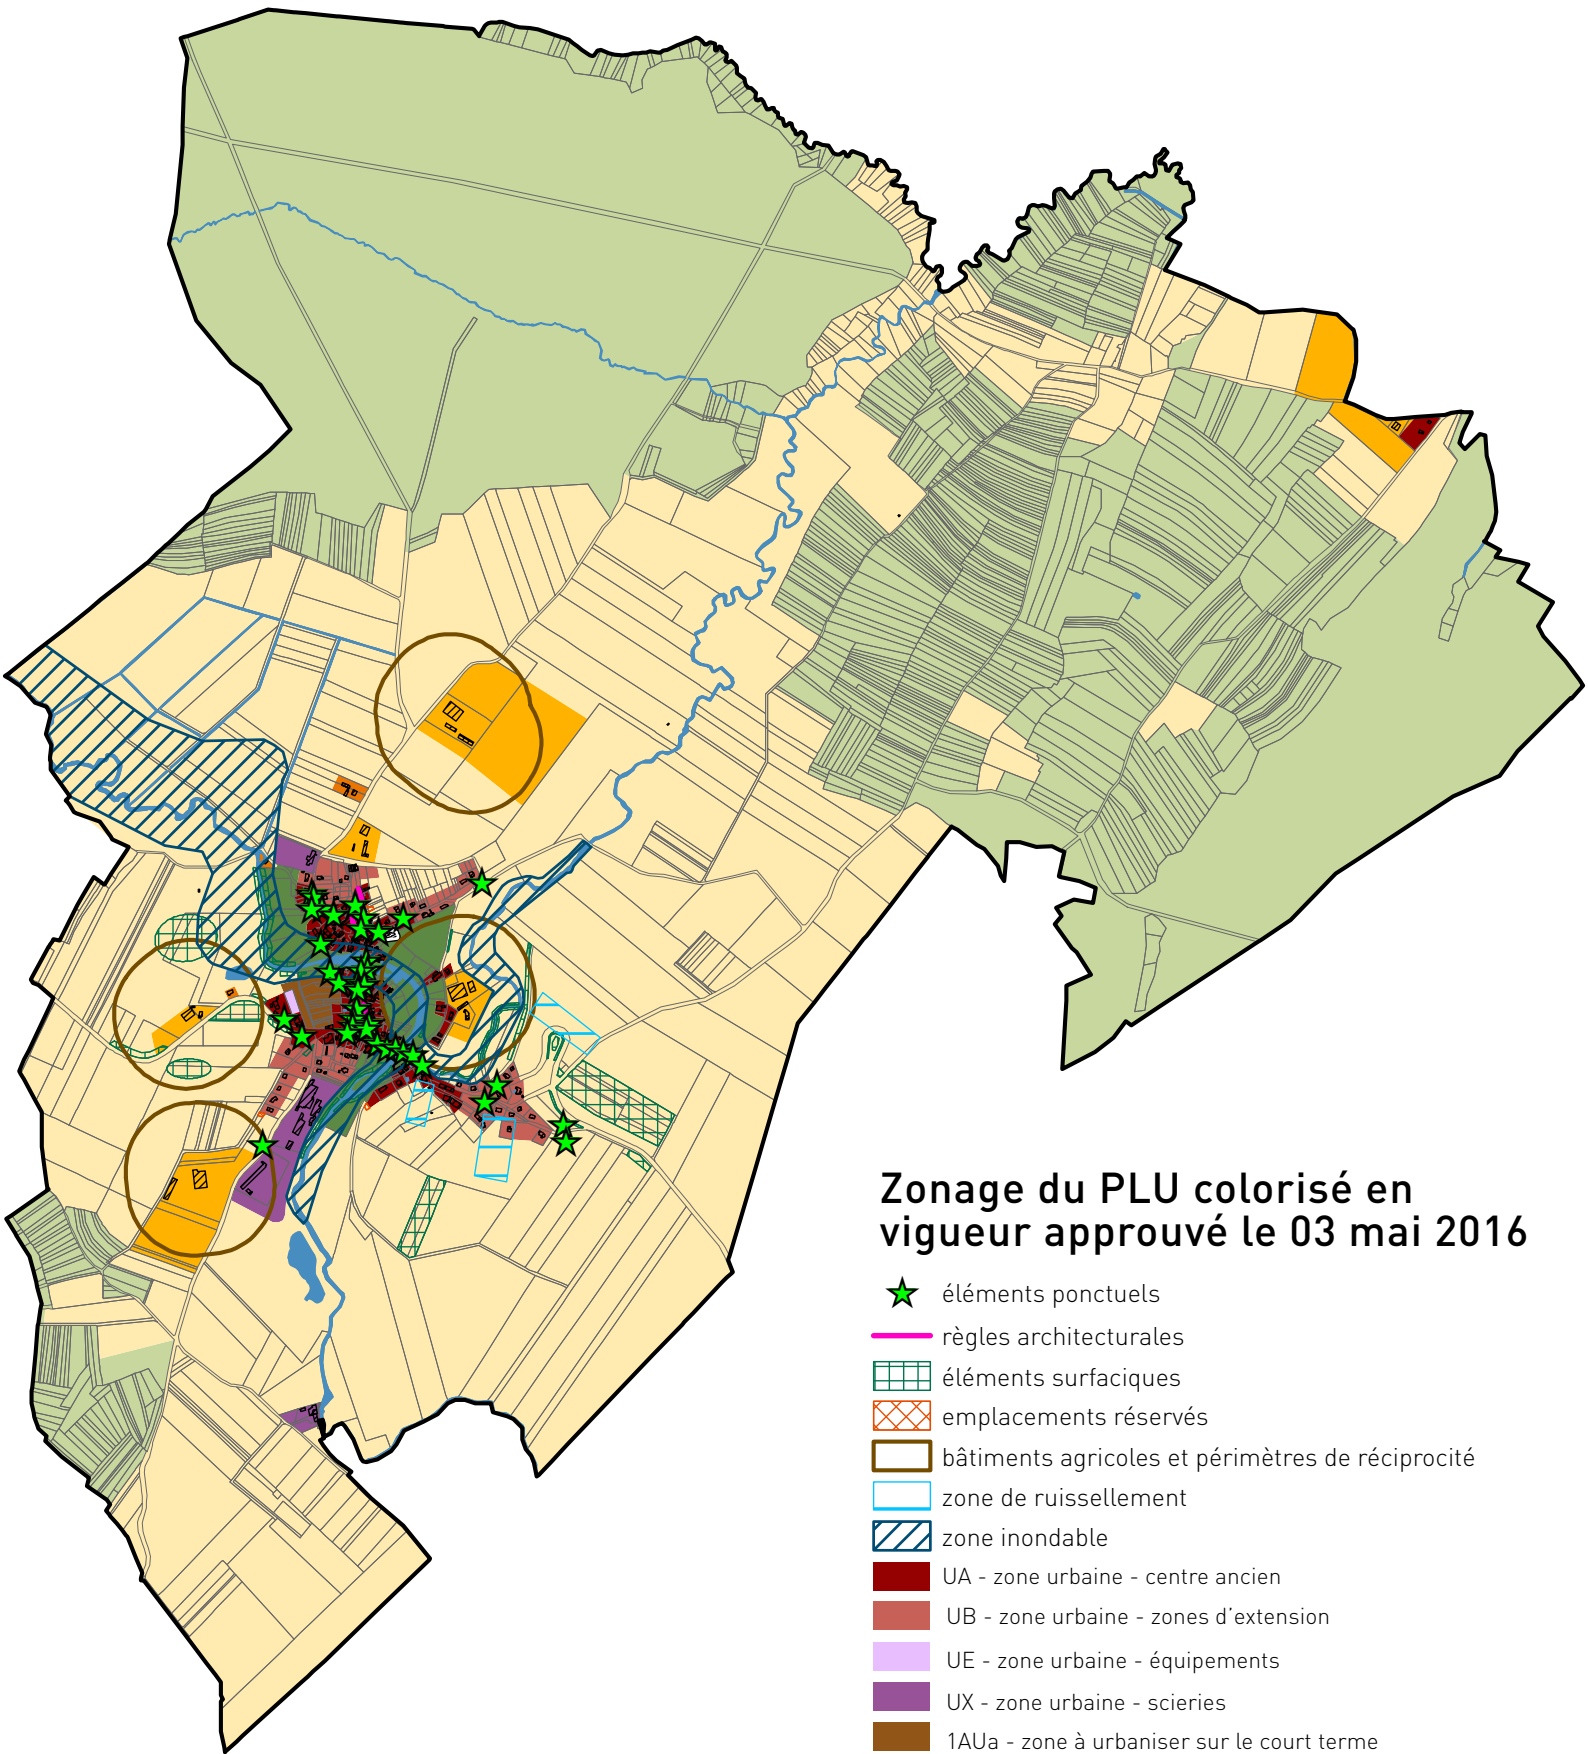 Zonage du PLU colorisé en
vigueur approuvé le 03 mai 2016
éléments ponctuels
règles architecturales
éléments surfaciques
emplacements réservés
bâtiments agricoles et périmètres de réciprocité
zone de ruissellement
zone inondable
UA - zone urbaine - centre ancien
UB - zone urbaine - zones d'extension
UE - zone urbaine - équipements
UX - zone urbaine - scieries
1AUa - zone à urbaniser sur le court terme